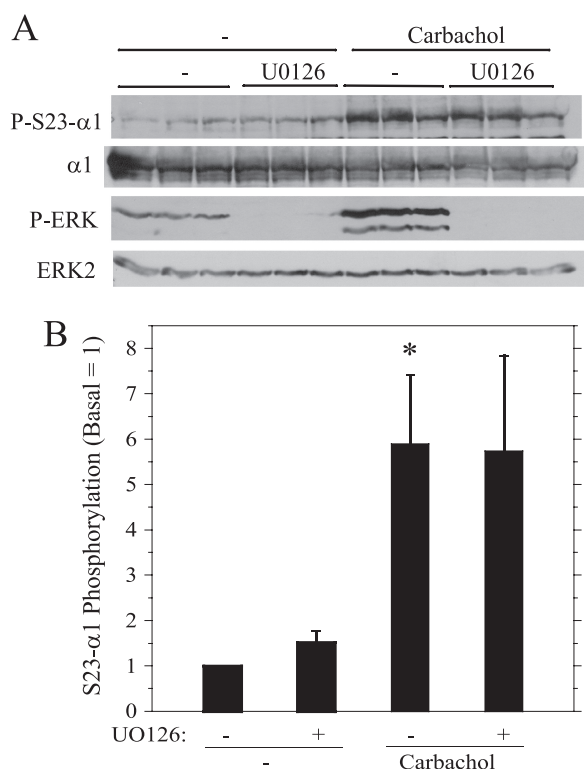 A
- Carbachol
- U0126 - U0126
P-S23-α1
α1
P-ERK
ERK2
B
S23-α1 Phosphorylation (Basal = 1)
8
7
6
5
4
3
2
1
0
*
UO126: - + - +
- Carbachol